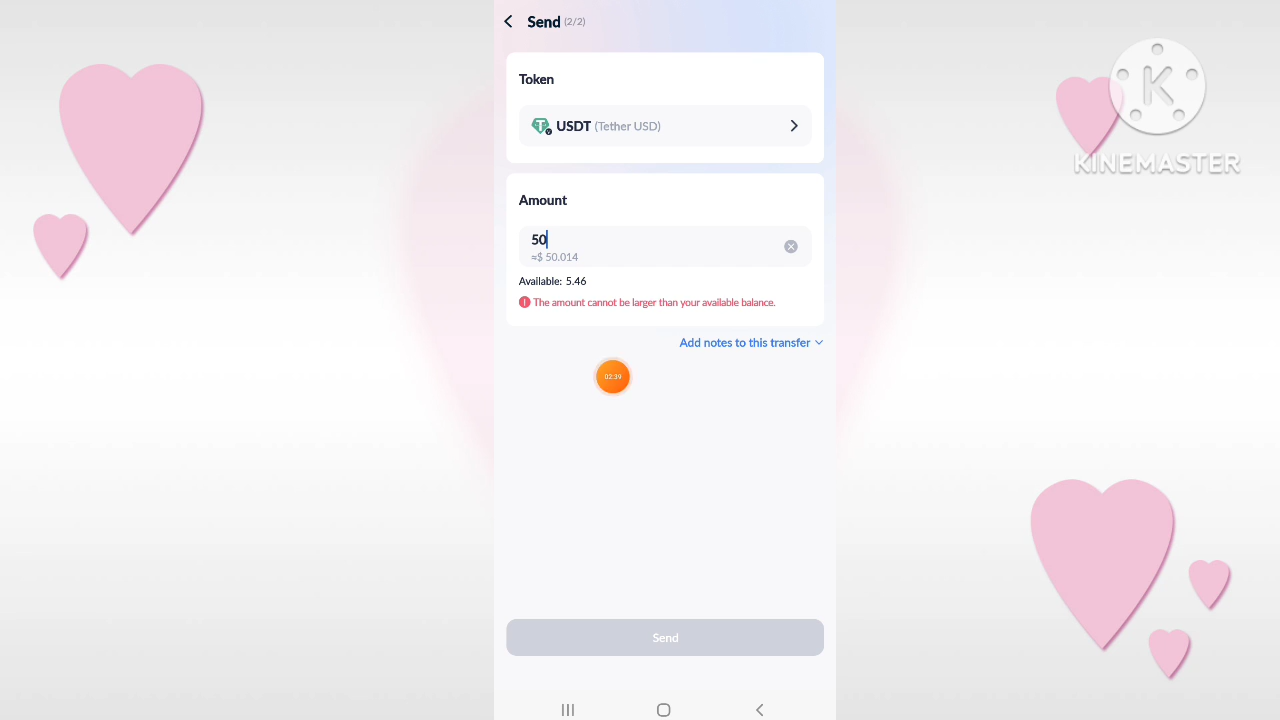 Send (2/2)
Token
USDT (Tether USD)
Amount
50
≈$ 50.014
Available: 5.46
The amount cannot be larger than your available balance.
Add notes to this transfer
02:39
Send
K
KINEMASTER